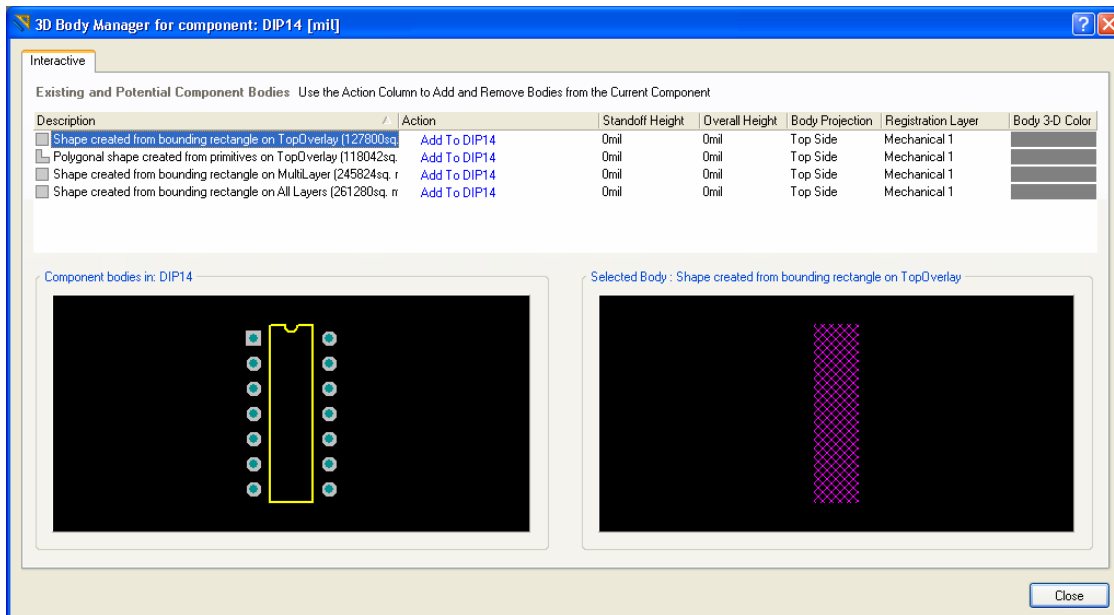 3D Body Manager for component: DIP14 [mil]
Interactive
Existing and Potential Component Bodies Use the Action Column to Add and Remove Bodies from the Current Component
Description Action Standoff Height Overall Height Body Projection Registration Layer Body 3-D Color
Shape created from bounding rectangle on TopOverlay (127800sq. Add To DIP14 0mil 0mil Top Side Mechanical 1
Polygonal shape created from primitives on TopOverlay (118042sq. Add To DIP14 0mil 0mil Top Side Mechanical 1
Shape created from bounding rectangle on MultiLayer (245824sq. r Add To DIP14 0mil 0mil Top Side Mechanical 1
Shape created from bounding rectangle on All Layers (261280sq. m Add To DIP14 0mil 0mil Top Side Mechanical 1
Component bodies in: DIP14 Selected Body : Shape created from bounding rectangle on TopOverlay
Close